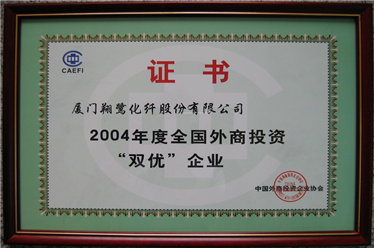 CAEFI
证书
厦门翔鹭化纤股份有限公司
2004年度全国外商投资
“双优”企业
中国外商投资企业协会